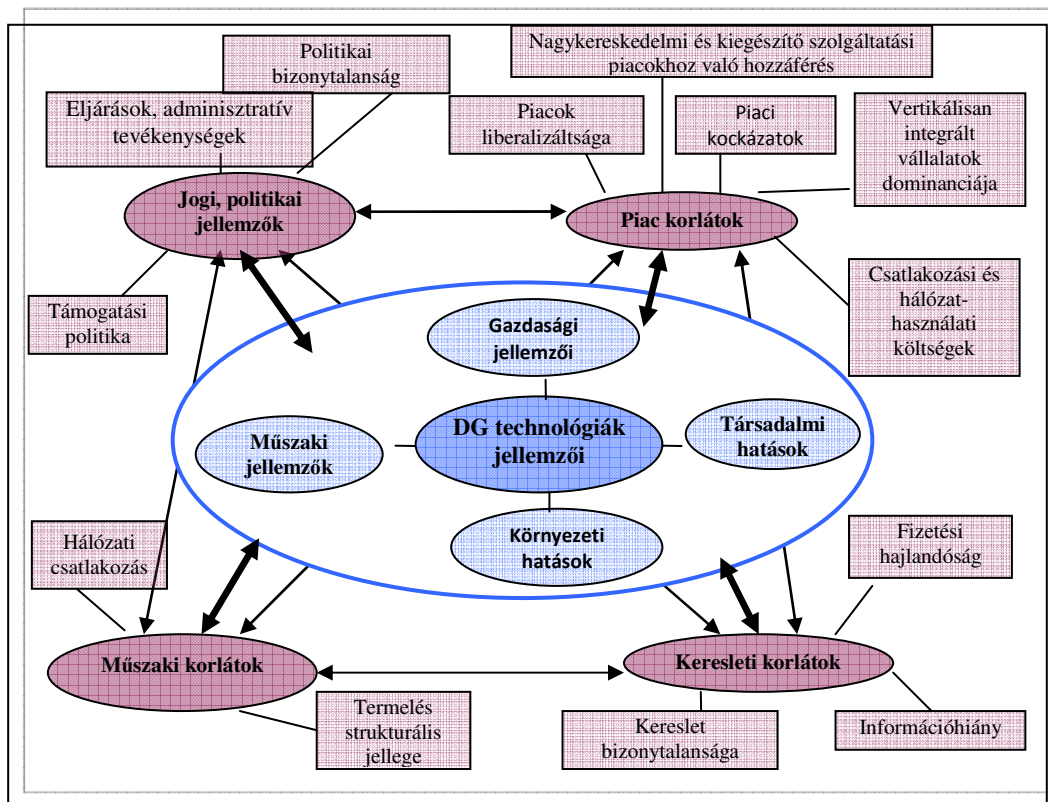 Politikai
bizonytalanság
Nagykereskedelmi és kiegészítő szolgáltatási
piacokhoz való hozzáférés
Eljárások, adminisztratív
tevékenységek
Piacok
liberalizáltsága
Piaci
kockázatok
Vertikálisan
integrált
vállalatok
dominanciája
Jogi, politikai
jellemzők
Piac korlátok
Támogatási
politika
Csatlakozási és
hálózat-
használati
költségek
Gazdasági
jellemzői
DG technológiák
jellemzői
Műszaki
jellemzők
Társadalmi
hatások
Környezeti
hatások
Hálózati
csatlakozás
Fizetési
hajlandóság
Műszaki korlátok
Keresleti korlátok
Termelés
strukturális
jellege
Kereslet
bizonytalansága
Információhiány